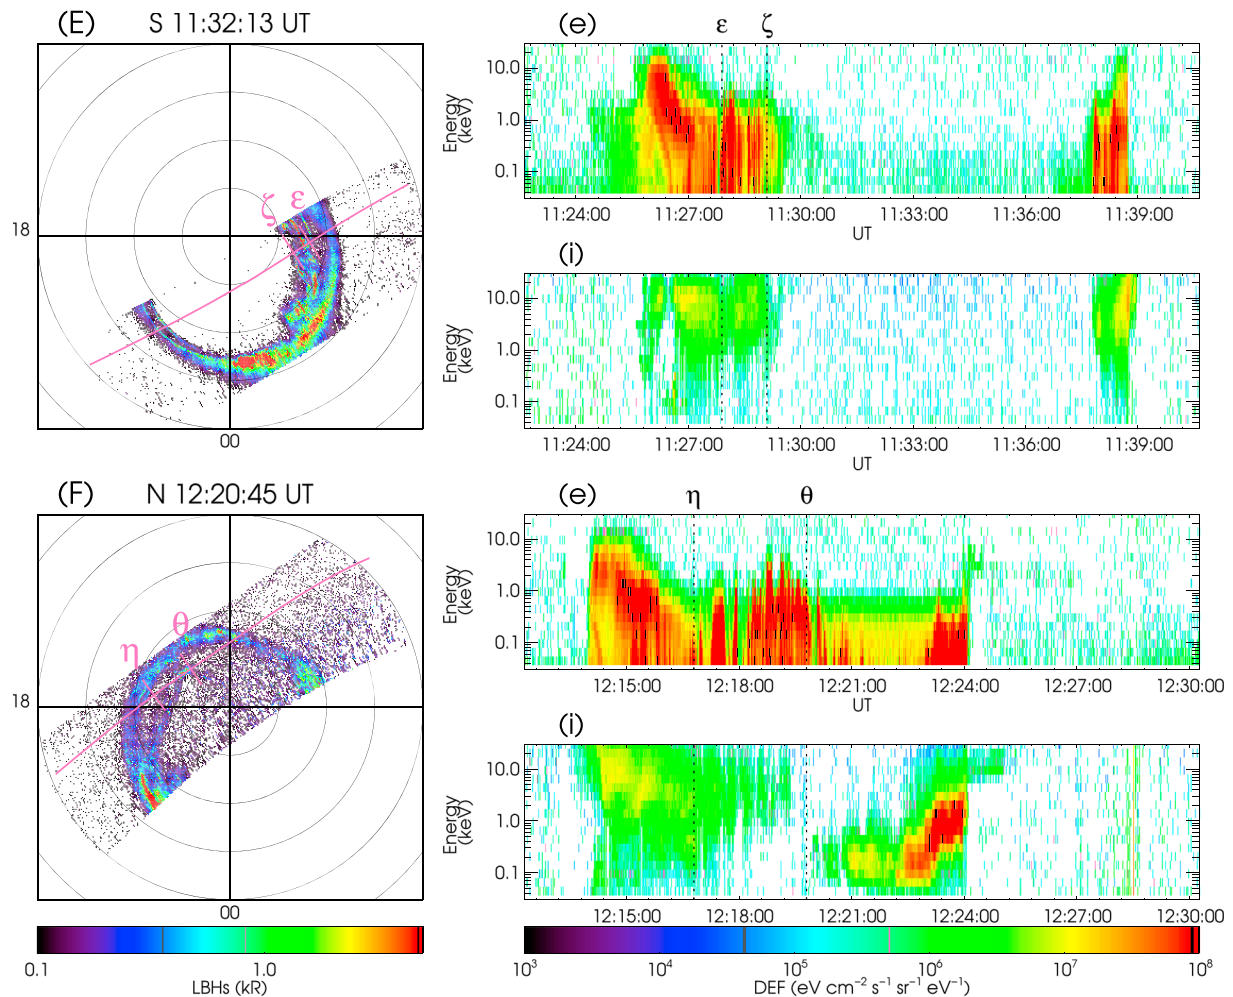 (E) S 11:32:13 UT
ζ ε
18
00
(e) ε ζ
Energy (keV)
10.0
1.0
0.1
11:24:00 11:27:00 11:30:00 11:33:00 11:36:00 11:39:00
UT
(i)
Energy (keV)
10.0
1.0
0.1
11:24:00 11:27:00 11:30:00 11:33:00 11:36:00 11:39:00
UT
(F) N 12:20:45 UT
η θ
18
00
(e) η θ
Energy (keV)
10.0
1.0
0.1
12:15:00 12:18:00 12:21:00 12:24:00 12:27:00 12:30:00
UT
(i)
Energy (keV)
10.0
1.0
0.1
12:15:00 12:18:00 12:21:00 12:24:00 12:27:00 12:30:00
0.1 1.0
LBHs (kR)
10³ 10⁴ 10⁵ 10⁶ 10⁷ 10⁸
DEF (eV cm⁻² s⁻¹ sr⁻¹ eV⁻¹)